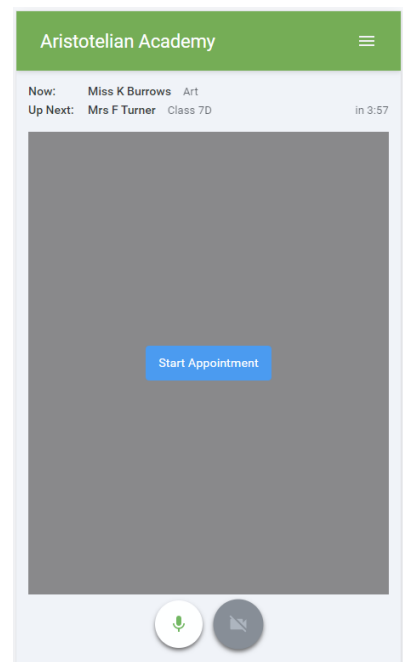 Aristotelian Academy
Now: Miss K Burrows Art
Up Next: Mrs F Turner Class 7D in 3:57
Start Appointment